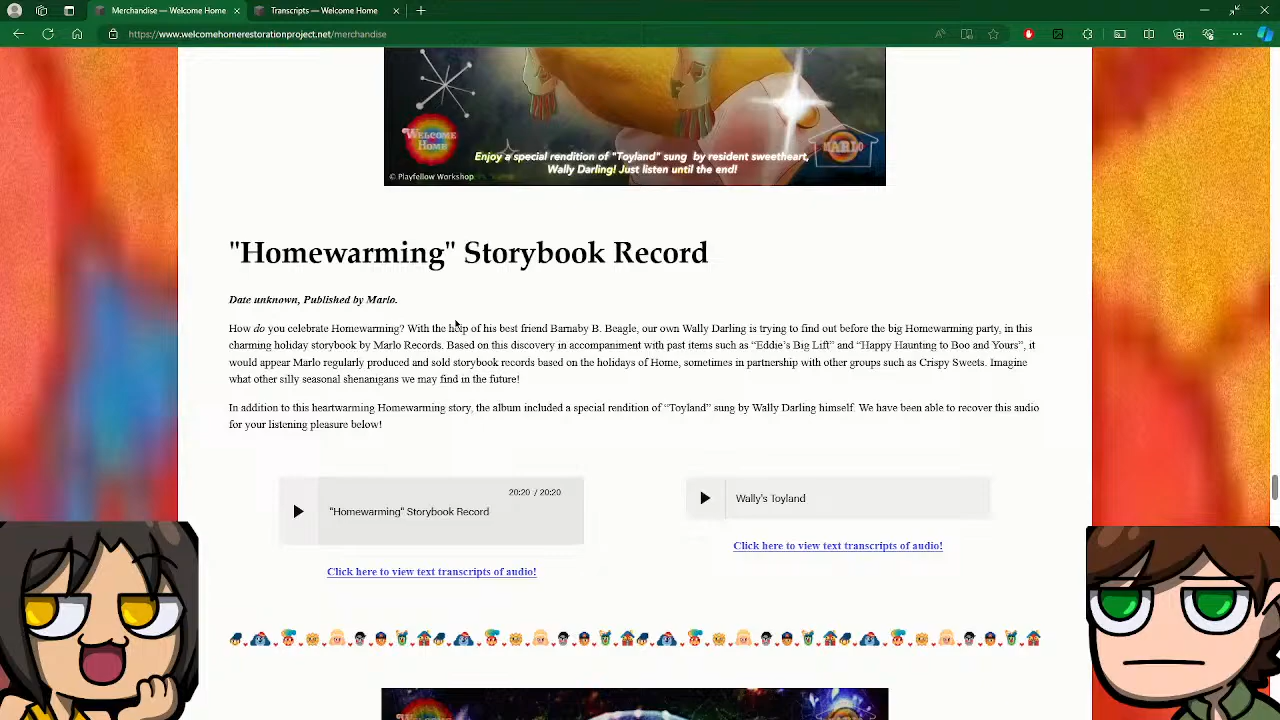 Merchandise — Welcome Home
Merchandise — Welcome Home
https://www.welcomehomerestorationproject.net/merchandise
WELCOME
HOME
MARLO
Enjoy a special rendition of "Toyland" sung by resident sweetheart,
Wally Darling! Just listen until the end!
© Playfellow Workshop
"Homewarming" Storybook Record
Date unknown, Published by Marlo.
How do you celebrate Homewarming? With the help of his best friend Barnaby B. Beagle, our own Wally Darling is trying to find out before the big Homewarming party, in this
charming holiday storybook by Marlo Records. Based on this discovery in accompaniment with past items such as “Eddie’s Big Lift” and “Happy Haunting to Boo and Yours”, it
would appear Marlo regularly produced and sold storybook records based on the holidays of Home, sometimes in partnership with other groups such as Crispy Sweets. Imagine
what other silly seasonal shenanigans we may find in the future!
In addition to this heartwarming Homewarming story, the album included a special rendition of “Toyland” sung by Wally Darling himself. We have been able to recover this audio
for your listening pleasure below!
20:20 / 20:20
"Homewarming" Storybook Record
Wally's Toyland
Click here to view text transcripts of audio!
Click here to view text transcripts of audio!